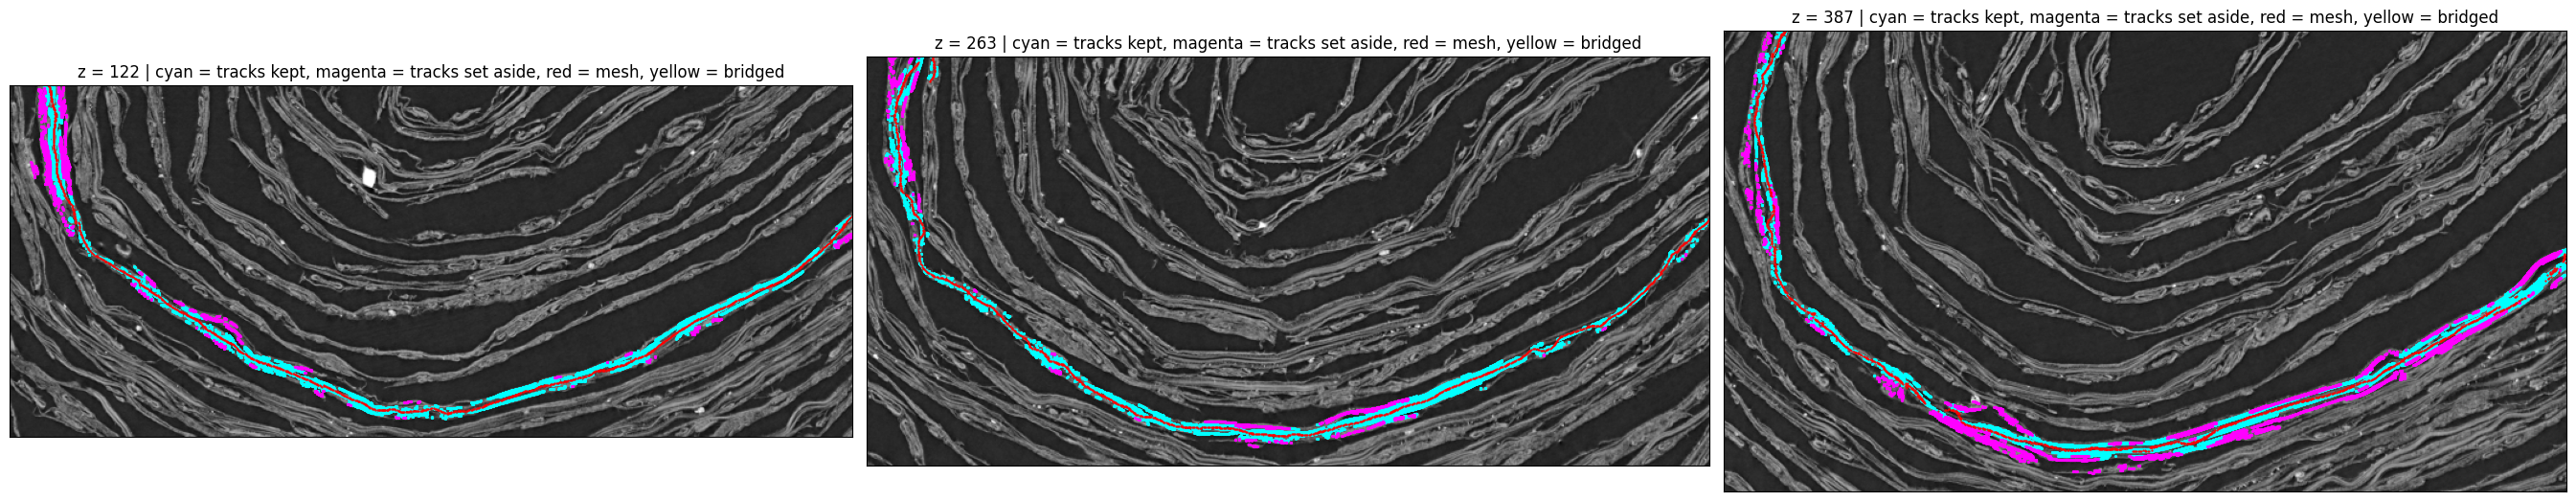 z = 122 | cyan = tracks kept, magenta = tracks set aside, red = mesh, yellow = bridged
z = 263 | cyan = tracks kept, magenta = tracks set aside, red = mesh, yellow = bridged
z = 387 | cyan = tracks kept, magenta = tracks set aside, red = mesh, yellow = bridged